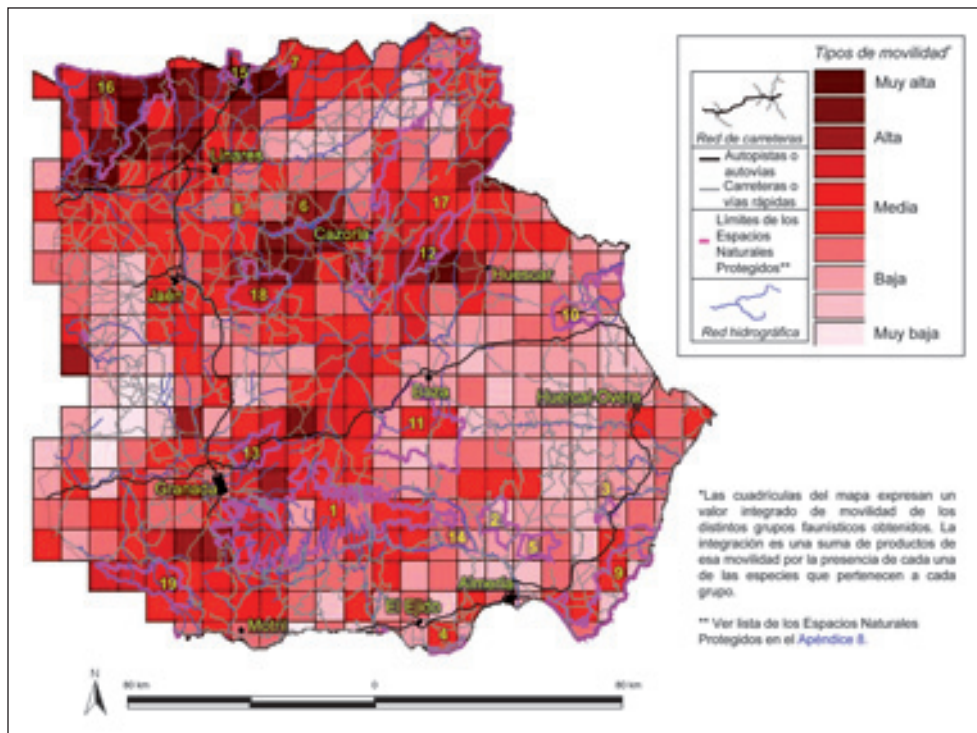 16
15
7
Linares
8
6
17
Cazorla
12
Huescar
Jaén
18
10
Baza
Huercal-Overa
11
13
Granada
3
1
2
14
5
9
19
Almería
El Ejido
Motril
4
N
80 km
0
80 km
Tipos de movilidad*
Muy alta
Alta
Media
Baja
Muy baja
Red de carreteras
Autopistas o
autovías
Carreteras o
vías rápidas
Límites de los
Espacios
Naturales
Protegidos**
Red hidrográfica
*Las cuadrículas del mapa expresan un
valor integrado de movilidad de los
distintos grupos faunísticos obtenidos. La
integración es una suma de productos de
esa movilidad por la presencia de cada una
de las especies que pertenecen a cada
grupo.
** Ver lista de los Espacios Naturales
Protegidos en el Apéndice 8.